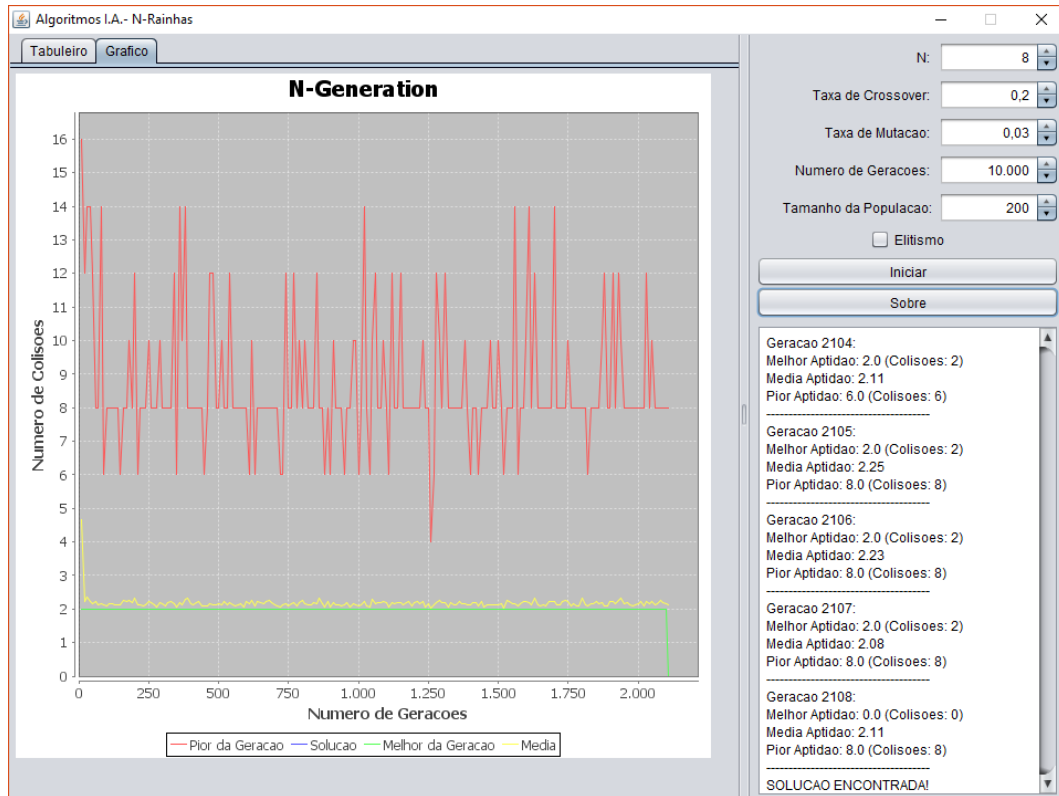 Algoritmos I.A.- N-Rainhas
Tabuleiro
Grafico
N-Generation
Numero de Colisoes
16
15
14
13
12
11
10
9
8
7
6
5
4
3
2
1
0
0
250
500
750
1.000
1.250
1.500
1.750
2.000
Numero de Geracoes
Pior da Geracao
Solucao
Melhor da Geracao
Media
N:
8
Taxa de Crossover:
0,2
Taxa de Mutacao:
0,03
Numero de Geracoes:
10.000
Tamanho da Populacao:
200
Elitismo
Iniciar
Sobre
Geracao 2104:
Melhor Aptidao: 2.0 (Colisoes: 2)
Media Aptidao: 2.11
Pior Aptidao: 6.0 (Colisoes: 6)
-------------------------------------
Geracao 2105:
Melhor Aptidao: 2.0 (Colisoes: 2)
Media Aptidao: 2.25
Pior Aptidao: 8.0 (Colisoes: 8)
-------------------------------------
Geracao 2106:
Melhor Aptidao: 2.0 (Colisoes: 2)
Media Aptidao: 2.23
Pior Aptidao: 8.0 (Colisoes: 8)
-------------------------------------
Geracao 2107:
Melhor Aptidao: 2.0 (Colisoes: 2)
Media Aptidao: 2.08
Pior Aptidao: 8.0 (Colisoes: 8)
-------------------------------------
Geracao 2108:
Melhor Aptidao: 0.0 (Colisoes: 0)
Media Aptidao: 2.11
Pior Aptidao: 8.0 (Colisoes: 8)
-------------------------------------
SOLUCAO ENCONTRADA!